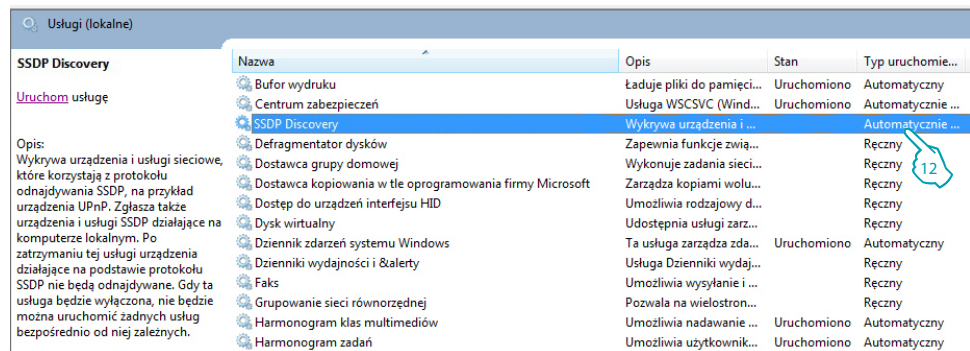 Usługi (lokalne)
SSDP Discovery
Uruchom usługę
Opis:
Wykrywa urządzenia i usługi sieciowe,
które korzystają z protokołu
odnajdywania SSDP, na przykład
urządzenia UPnP. Zgłasza także
urządzenia i usługi SSDP działające na
komputerze lokalnym. Po
zatrzymaniu tej usługi urządzenia
działające na podstawie protokołu
SSDP nie będą odnajdywane. Gdy ta
usługa będzie wyłączona, nie będzie
można uruchomić żadnych usług
bezpośrednio od niej zależnych.
Nazwa Opis Stan Typ uruchomie...
Bufor wydruku Ładuje pliki do pamięci... Uruchomiono Automatyczny
Centrum zabezpieczeń Usługa WSCSVC (Wind... Uruchomiono Automatycznie ...
SSDP Discovery Wykrywa urządzenia i ... Automatycznie ...
Defragmentator dysków Zapewnia funkcje zwią... Ręczny
Dostawca grupy domowej Wykonuje zadania sieci... Ręczny
Dostawca kopiowania w tle oprogramowania firmy Microsoft Zarządza kopiami wolu... Ręczny
Dostęp do urządzeń interfejsu HID Umożliwia rodzajowy d... Ręczny
Dysk wirtualny Udostępnia usługi zarz... Ręczny
Dziennik zdarzeń systemu Windows Ta usługa zarządza zda... Uruchomiono Automatyczny
Dzienniki wydajności i &alerty Usługa Dzienniki wydaj... Ręczny
Faks Umożliwia wysyłanie i ... Ręczny
Grupowanie sieci równorzędnej Pozwala na wielostron... Ręczny
Harmonogram klas multimediów Umożliwia nadawanie ... Uruchomiono Automatyczny
Harmonogram zadań Umożliwia użytkownik... Uruchomiono Automatyczny
12